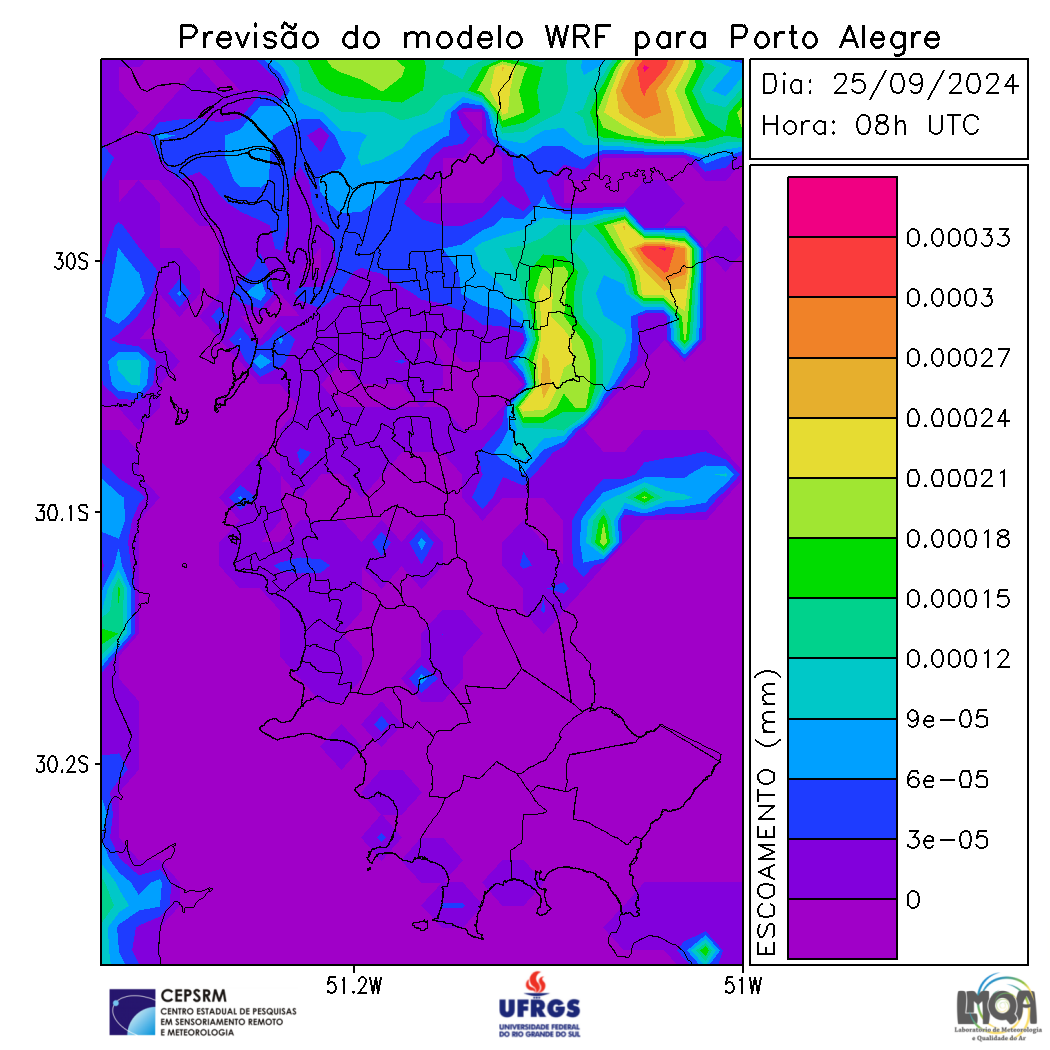 Previsão do modelo WRF para Porto Alegre
Dia: 25/09/2024
Hora: 08h UTC
30S
30.1S
30.2S
51.2W
51W
ESCOAMENTO (mm)
0.00033
0.0003
0.00027
0.00024
0.00021
0.00018
0.00015
0.00012
9e-05
6e-05
3e-05
0
CEPSRM
CENTRO ESTADUAL DE PESQUISAS
EM SENSORIAMENTO REMOTO
E METEOROLOGIA
UFRGS
UNIVERSIDADE FEDERAL
DO RIO GRANDE DO SUL
LMQA
Laboratório de Meteorologia
e Qualidade do Ar